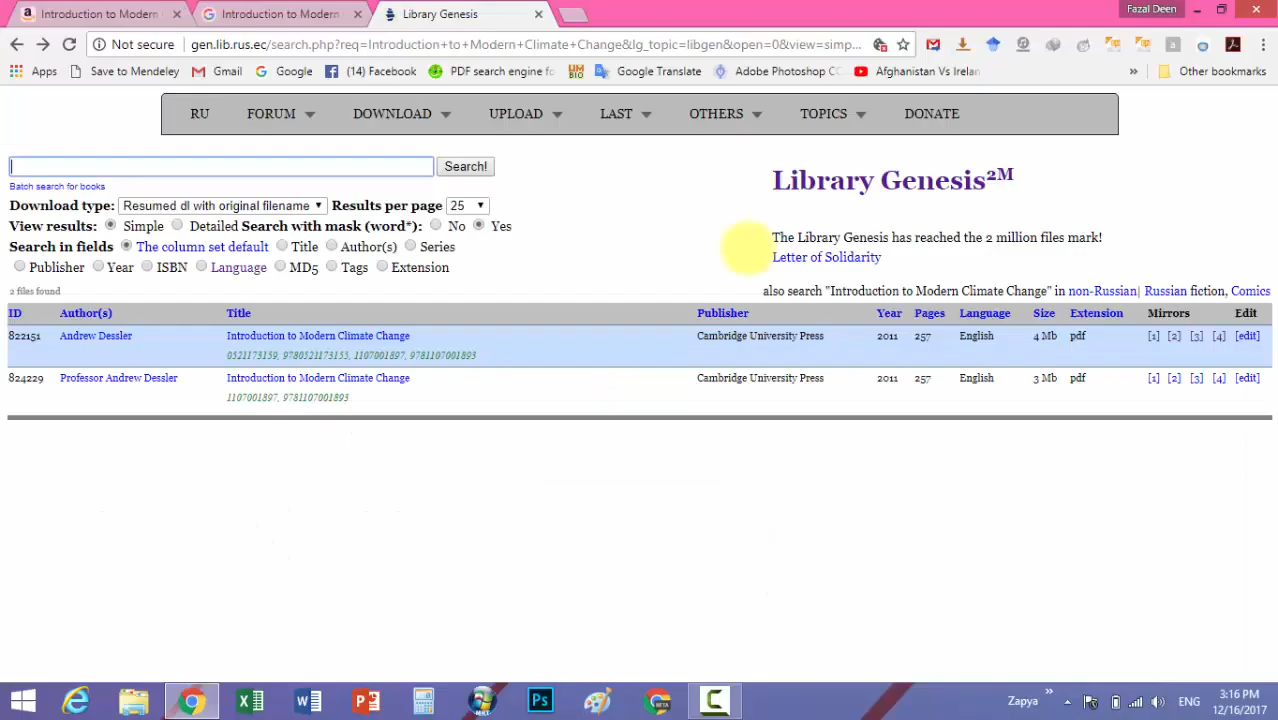 Introduction to Modern
Introduction to Modern
Library Genesis
Fazal Deen
Not secure
gen.lib.rus.ec/search.php?req=Introduction+to+Modern+Climate+Change&lg_topic=libgen&open=0&view=simp...
Apps
Save to Mendeley
Gmail
Google
(14) Facebook
PDF search engine fo
Google Translate
Adobe Photoshop CC
Afghanistan Vs Irelan
»
Other bookmarks
RU
FORUM
DOWNLOAD
UPLOAD
LAST
OTHERS
TOPICS
DONATE
Search!
Batch search for books
Download type: Resumed dl with original filename Results per page 25
View results: Simple Detailed Search with mask (word*): No Yes
Search in fields The column set default Title Author(s) Series
Publisher Year ISBN Language MD5 Tags Extension
2 files found
Library Genesis2M
The Library Genesis has reached the 2 million files mark!
Letter of Solidarity
also search "Introduction to Modern Climate Change" in non-Russian| Russian fiction, Comics
ID Author(s) Title Publisher Year Pages Language Size Extension Mirrors Edit
822151 Andrew Dessler Introduction to Modern Climate Change Cambridge University Press 2011 257 English 4 Mb pdf [1] [2] [3] [4] [edit]
0521173159, 9780521173155, 1107001897, 9781107001893
824229 Professor Andrew Dessler Introduction to Modern Climate Change Cambridge University Press 2011 257 English 3 Mb pdf [1] [2] [3] [4] [edit]
1107001897, 9781107001893
Zapya
»
ENG
3:16 PM
12/16/2017